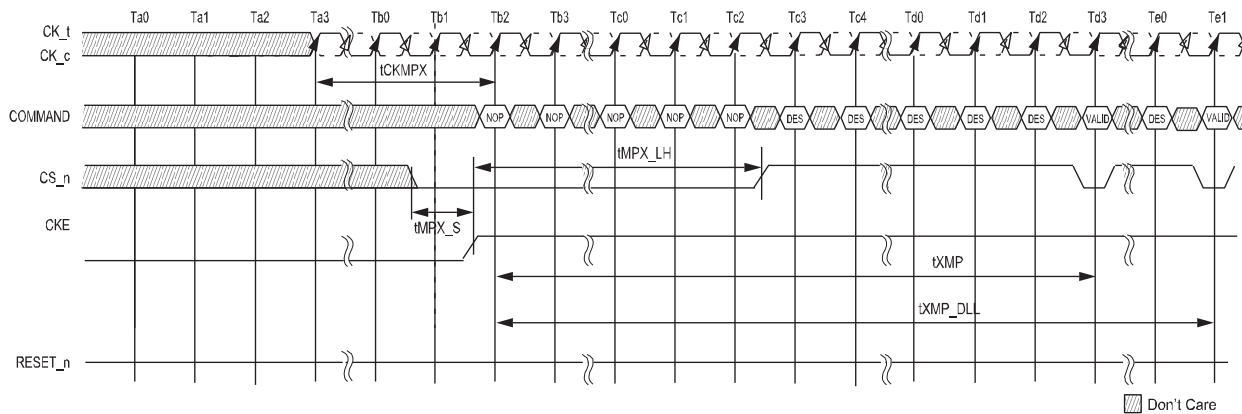 Ta0 Ta1 Ta2 Ta3 Tb0 Tb1 Tb2 Tb3 Tc0 Tc1 Tc2 Tc3 Tc4 Td0 Td1 Td2 Td3 Te0 Te1
CK_t
CK_c
tCKMPX
COMMAND NOP NOP NOP NOP NOP DES DES DES DES DES VALID DES VALID
tMPX_LH
CS_n
tMPX_S
CKE
tXMP
tXMP_DLL
RESET_n
Don't Care